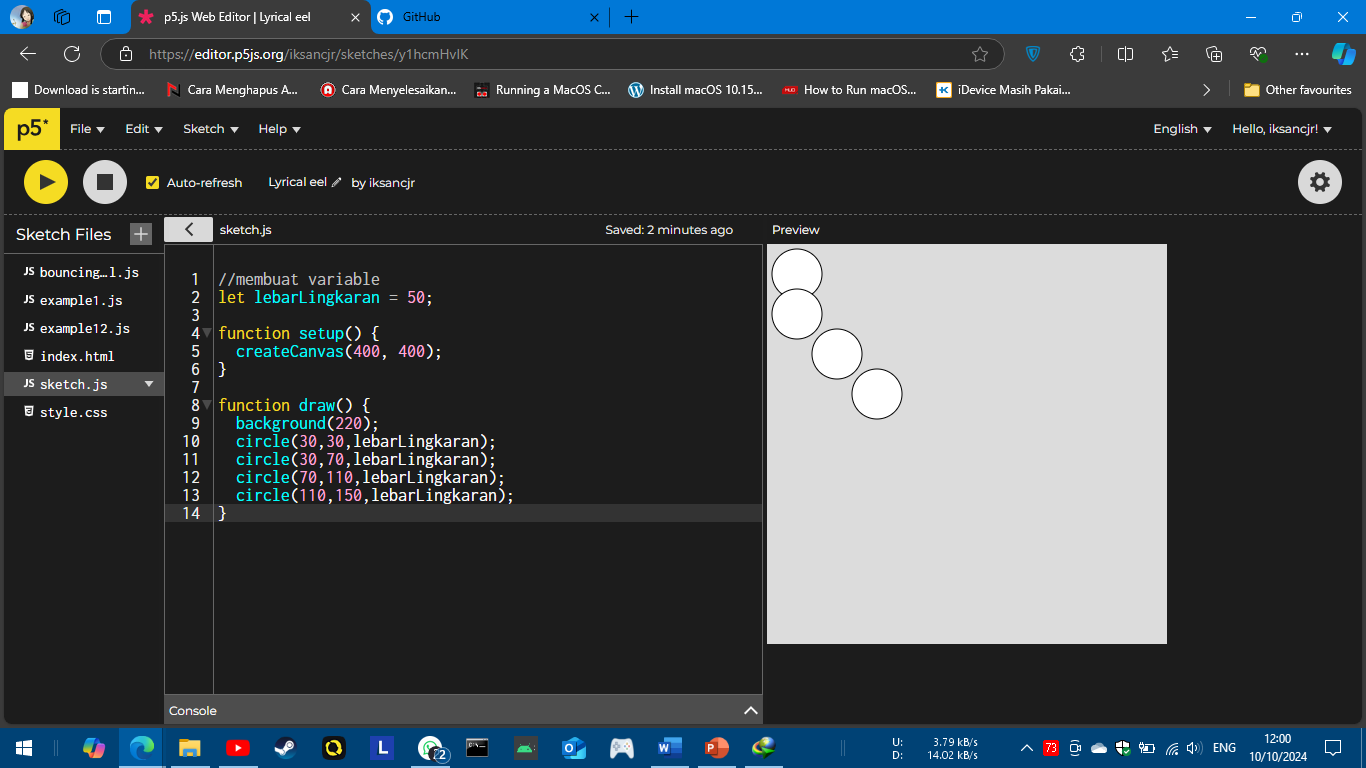 p5.js Web Editor | Lyrical eel
GitHub
https://editor.p5js.org/iksancjr/sketches/y1hcmHvIK
Download is startin...
Cara Menghapus A...
Cara Menyelesaikan...
Running a MacOS C...
Install macOS 10.15...
How to Run macOS...
iDevice Masih Pakai...
Other favourites
p5*
File
Edit
Sketch
Help
English
Hello, iksancjr!
Auto-refresh
Lyrical eel
by iksancjr
Sketch Files
sketch.js
Saved: 2 minutes ago
Preview
JS bouncing…l.js
JS example1.js
JS example12.js
index.html
JS sketch.js
style.css
1 //membuat variable
2 let lebarLingkaran = 50;
3
4 function setup() {
5 createCanvas(400, 400);
6 }
7
8 function draw() {
9 background(220);
10 circle(30,30,lebarLingkaran);
11 circle(30,70,lebarLingkaran);
12 circle(70,110,lebarLingkaran);
13 circle(110,150,lebarLingkaran);
14 }
Console
L
2
W
P
U: 3.79 kB/s
D: 14.02 kB/s
73
ENG
12:00
10/10/2024